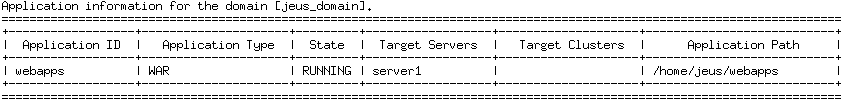 Application information for the domain [jeus_domain].
================================================================================
+----------------+------------------+---------+----------------+-----------------+------------------------+
| Application ID | Application Type | State | Target Servers | Target Clusters | Application Path |
+----------------+------------------+---------+----------------+-----------------+------------------------+
| webapps | WAR | RUNNING | server1 | | /home/jeus/webapps |
+----------------+------------------+---------+----------------+-----------------+------------------------+
================================================================================